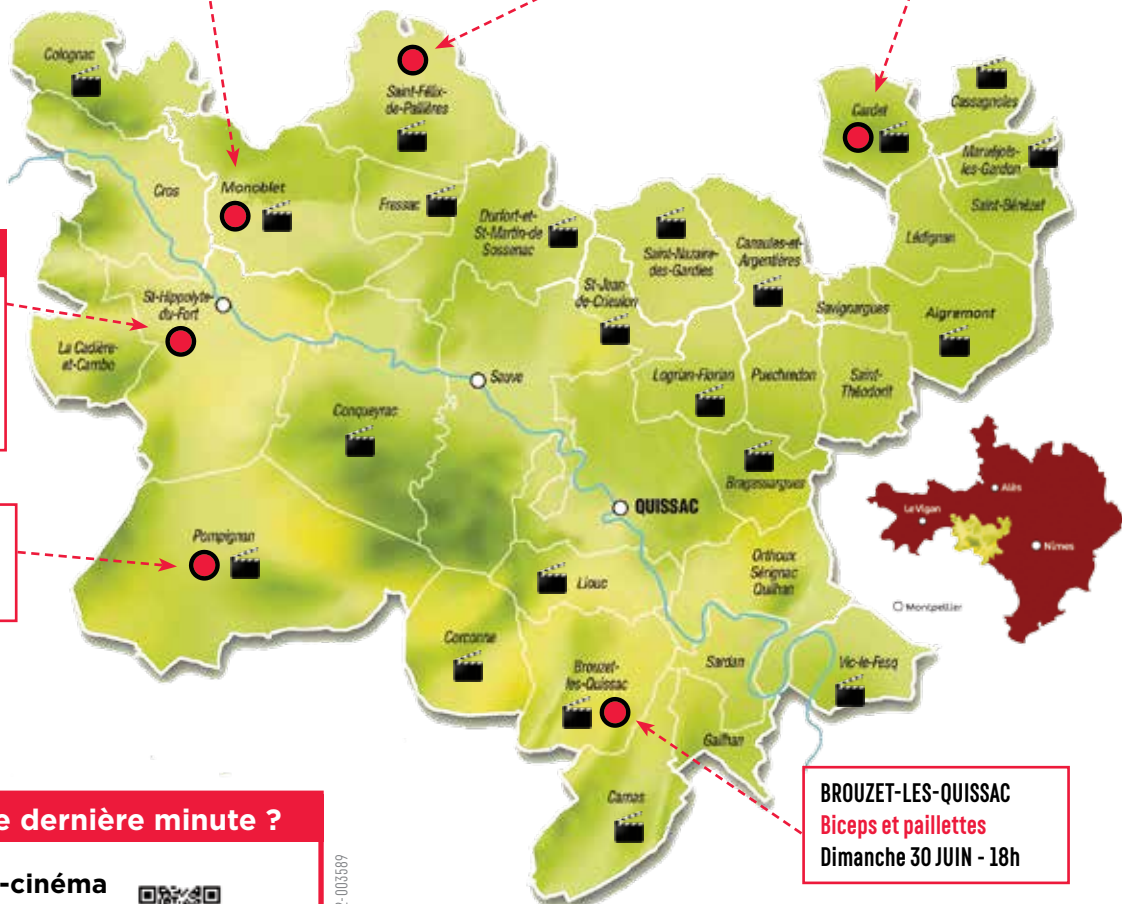 Colognac
Saint-Félix-
de-Pallières
Cardet
Cassagnoles
Maruéjols-
les-Gardon
Saint-Bénézet
Cros
Monoblet
Fressac
Durfort-et-
St-Martin-de
Sossenac
Saint-Nazaire-
des-Gardies
Canaules-et-
Argentières
Lédignan
St-Jean
de-Crieulon
Savignargues
Aigremont
St-Hippolyte-
du-Fort
La Cadière-
et-Cambo
Sauve
Logrian-Florian
Puechredon
Saint-
Théodorit
Conqueyrac
Bragassargues
QUISSAC
Alès
Le Vigan
Nîmes
Montpellier
Pompignan
Liouc
Orthoux
Sérignac
Quilhan
Corconne
Brouzet-
les-Quissac
Sardan
Vic-le-Fesq
Gailhan
Carnas
BROUZET-LES-QUISSAC
Biceps et paillettes
Dimanche 30 JUIN - 18h
e dernière minute ?
-cinéma
-003589